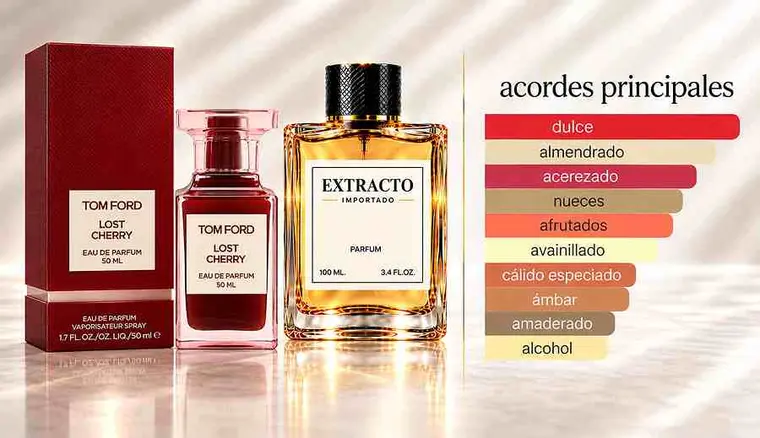 TOM FORD
LOST
CHERRY
EAU DE PARFUM
50 ML
EAU DE PARFUM
VAPORISATEUR SPRAY
1.7 FL.OZ./OZ. LIQ./50 ml e
TOM FORD
LOST
CHERRY
EAU DE PARFUM
50 ML
EXTRACTO
IMPORTADO
PARFUM
100 ML. 3.4 FL.OZ.
acordes principales
dulce
almendrado
acerezado
nueces
afrutados
avainillado
cálido especiado
ámbar
amaderado
alcohol